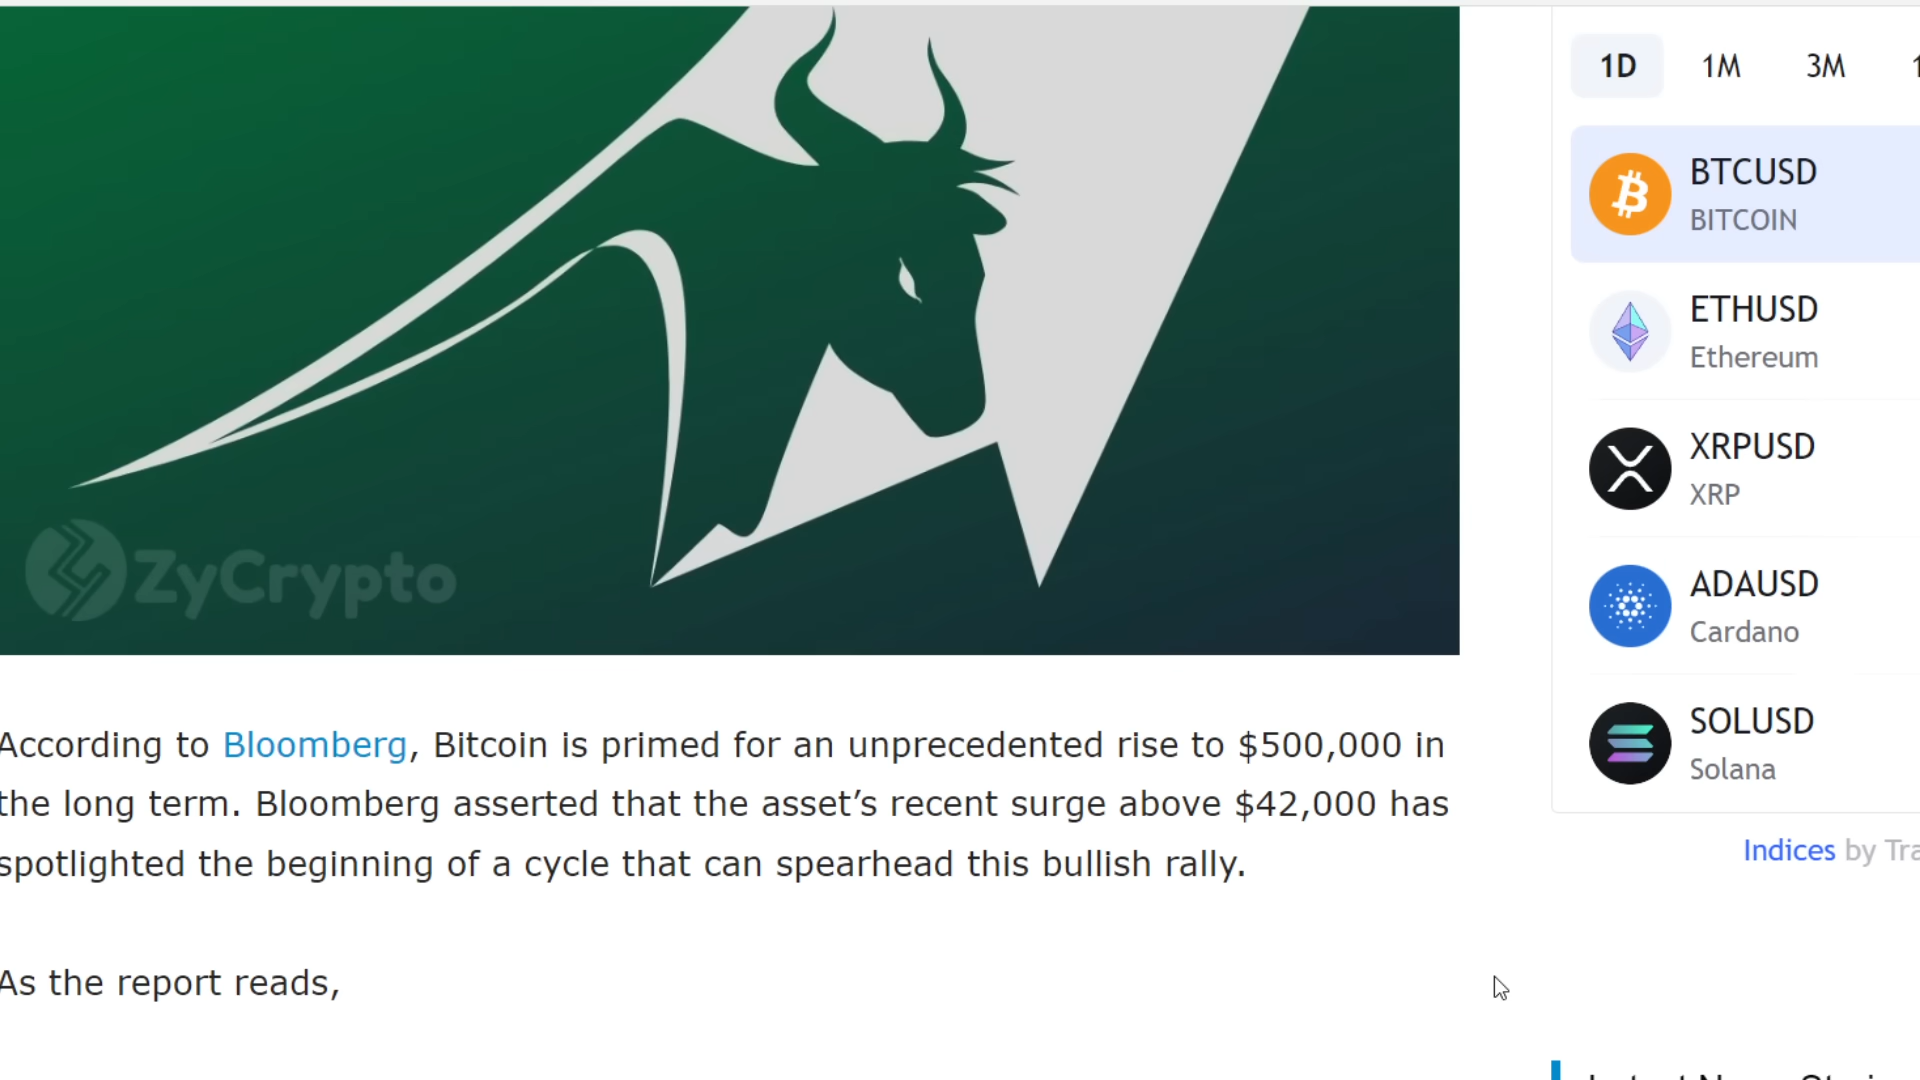 1D 1M 3M
BTCUSD
BITCOIN
ETHUSD
Ethereum
XRPUSD
XRP
ADAUSD
Cardano
SOLUSD
Solana
Indices by Tra
ZyCrypto
According to Bloomberg, Bitcoin is primed for an unprecedented rise to $500,000 in
the long term. Bloomberg asserted that the asset’s recent surge above $42,000 has
spotlighted the beginning of a cycle that can spearhead this bullish rally.
As the report reads,